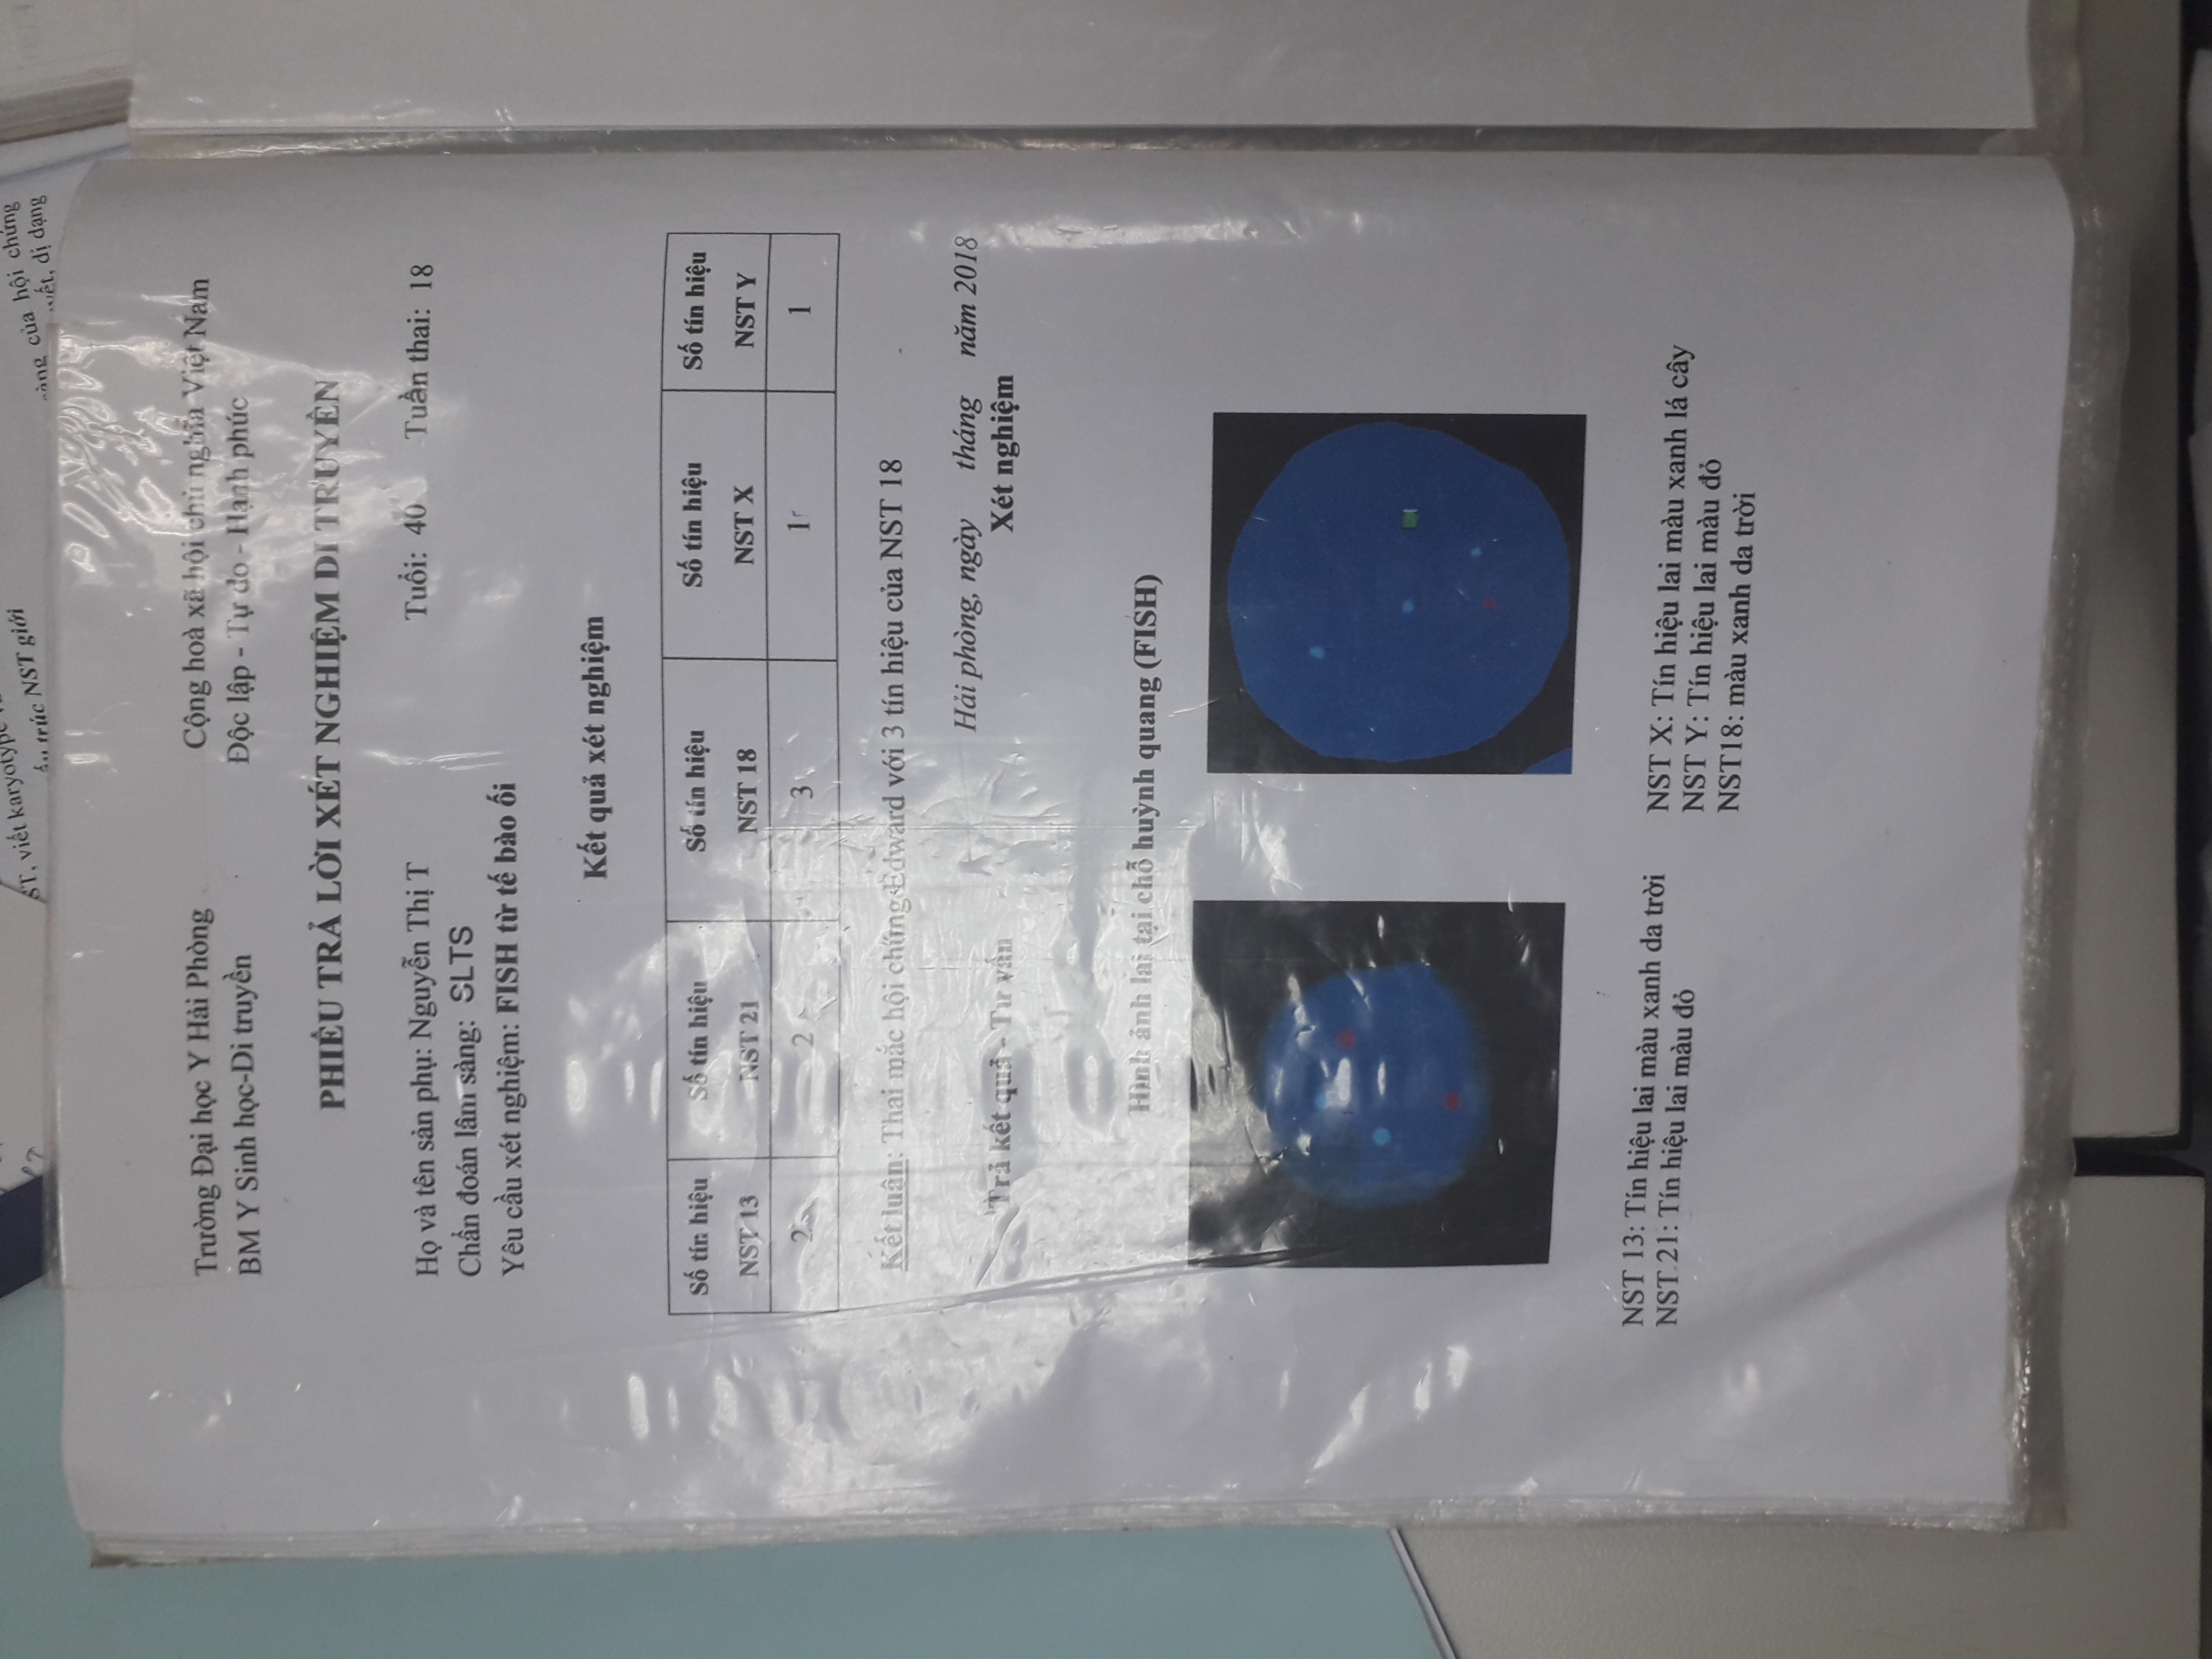 ST, viết karyotype
trúc NST giới
của hội chứng
dị dạng
Trường Đại học Y Hải Phòng
BM Y Sinh học-Di truyền
Cộng hoà xã hội chủ nghĩa Việt Nam
Độc lập - Tự do - Hạnh phúc
PHIẾU TRẢ LỜI XÉT NGHIỆM DI TRUYỀN
Họ và tên sản phụ: Nguyễn Thị T Tuổi: 40 Tuần thai: 18
Chẩn đoán lâm sàng: SLTS
Yêu cầu xét nghiệm: FISH từ tế bào ối
Kết quả xét nghiệm
Số tín hiệu NST 13 Số tín hiệu NST 21 Số tín hiệu NST 18 Số tín hiệu NST X Số tín hiệu NST Y
2 2 3 1 1
Kết luận: Thai mắc hội chứng Edward với 3 tín hiệu của NST 18
Hải phòng, ngày tháng năm 2018
Trả kết quả - Tư vấn Xét nghiệm
Hình ảnh lai tại chỗ huỳnh quang (FISH)
NST 13: Tín hiệu lai màu xanh da trời
NST 21: Tín hiệu lai màu đỏ
NST X: Tín hiệu lai màu xanh lá cây
NST Y: Tín hiệu lai màu đỏ
NST18: màu xanh da trời